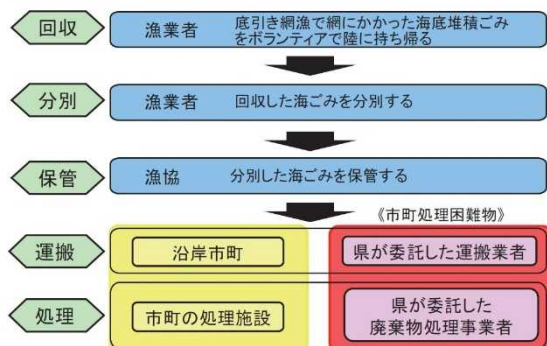 回収
漁業者
底引き網漁で網にかかった海底堆積ごみ
をボランティアで陸に持ち帰る
分別
漁業者
回収した海ごみを分別する
保管
漁協
分別した海ごみを保管する
《市町処理困難物》
運搬
沿岸市町
県が委託した運搬業者
処理
市町の処理施設
県が委託した
廃棄物処理事業者